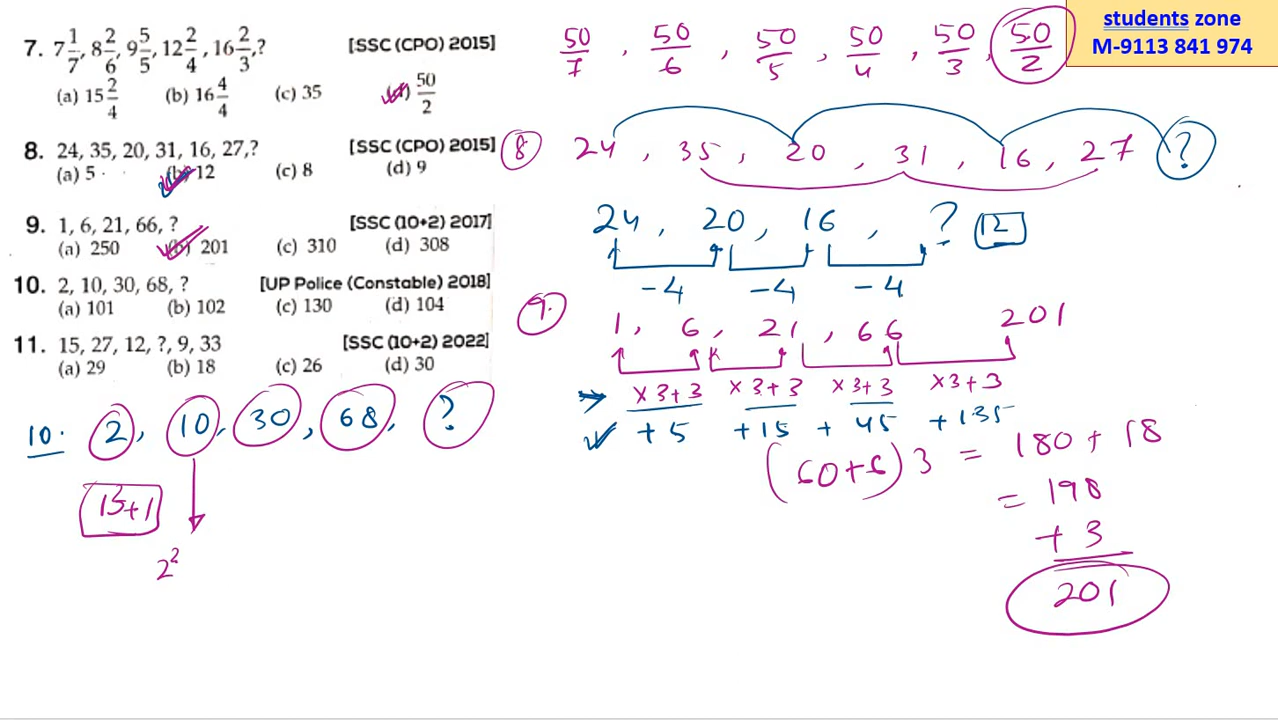 students zone
M-9113 841 974
7. 7 1/7, 8 2/6, 9 5/5, 12 2/4, 16 2/3,? [SSC (CPO) 2015]
(a) 15 2/4 (b) 16 4/4 (c) 35 (d) 50/2
8. 24, 35, 20, 31, 16, 27,? [SSC (CPO) 2015]
(a) 5 (b) 12 (c) 8 (d) 9
9. 1, 6, 21, 66, ? [SSC (10+2) 2017]
(a) 250 (b) 201 (c) 310 (d) 308
10. 2, 10, 30, 68, ? [UP Police (Constable) 2018]
(a) 101 (b) 102 (c) 130 (d) 104
11. 15, 27, 12, ?, 9, 33 [SSC (10+2) 2022]
(a) 29 (b) 18 (c) 26 (d) 30
10. 2, 10, 30, 68, ?
1³+1
2²
50/7, 50/6, 50/5, 50/4, 50/3, 50/2
8 24, 35, 20, 31, 16, 27 ?
24, 20, 16, ? 12
-4 -4 -4
9. 1, 6, 21, 66 201
×3+3 ×3+3 ×3+3 ×3+3
+5 +15 +45 +135
(60+6)3 = 180+18
= 198
+3
201